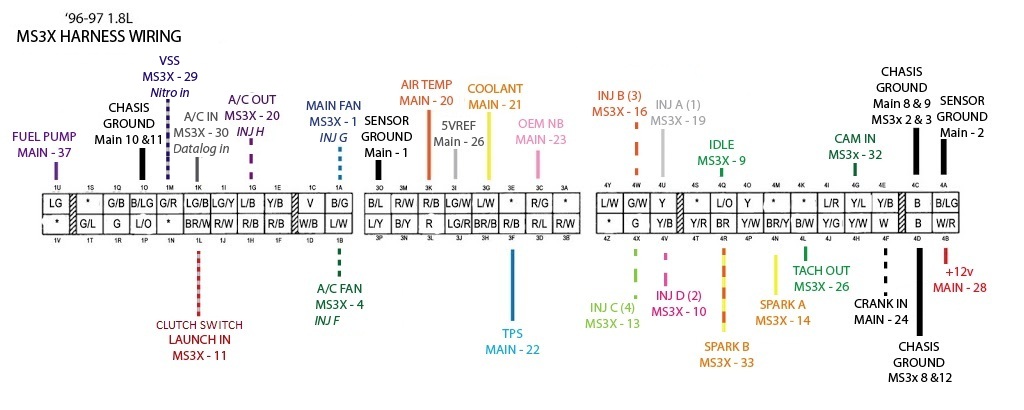 '96-97 1.8L
MS3X HARNESS WIRING
FUEL PUMP
MAIN - 37
CHASIS
GROUND
Main 10 &11
VSS
MS3X - 29
Nitro in
A/C IN
MS3X - 30
Datalog in
A/C OUT
MS3X - 20
INJ H
MAIN FAN
MS3X - 1
INJ G
SENSOR
GROUND
Main - 1
AIR TEMP
MAIN - 20
5VREF
Main - 26
COOLANT
MAIN - 21
OEM NB
MAIN - 23
INJ B (3)
MS3X - 16
INJ A (1)
MS3X - 19
IDLE
MS3X - 9
CAM IN
MS3X - 32
CHASIS
GROUND
Main 8 & 9
MS3x 2 & 3
SENSOR
GROUND
Main - 2
1U 1S 1Q 1O 1M 1K 1I 1G 1E 1C 1A
LG * G/B B/LG G/R LG/B LG/Y L/B Y/B V B/G
* G/L G L/Y * BR/W G/R R/L B/R W/B L/W
1V 1T 1R 1P 1N 1L 1J 1H 1F 1D 1B
3O 3M 3K 3I 3G 3E 3C 3A
B/L R/W R/B LG/W L/W * R/G *
L/Y B/Y R LG/R BR/B R/B R/L R/W
3P 3N 3L 3J 3H 3F 3D 3B
4Y 4W 4U 4S 4Q 4O 4M 4K 4I 4G 4E 4C 4A
L/W G/W Y * L/O Y * * L/R Y/L Y/B B B/LG
* G Y/B Y/R BR Y/W BR/Y B/W Y/G Y/W W B W/R
4Z 4X 4V 4T 4R 4P 4N 4L 4J 4H 4F 4D 4B
CLUTCH SWITCH
LAUNCH IN
MS3X - 11
A/C FAN
MS3X - 4
INJ F
TPS
MAIN - 22
INJ C (4)
MS3X - 13
INJ D (2)
MS3X - 10
SPARK B
MS3X - 33
SPARK A
MS3X - 14
TACH OUT
MS3X - 26
CRANK IN
MAIN - 24
CHASIS
GROUND
MS3x 8 &12
+12v
MAIN - 28